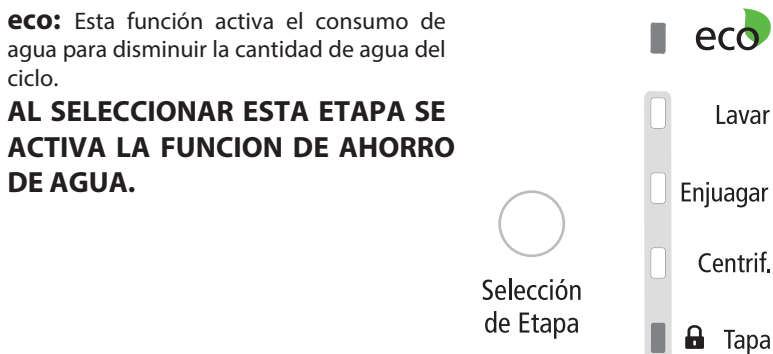 eco: Esta función activa el consumo de
agua para disminuir la cantidad de agua del
ciclo.
AL SELECCIONAR ESTA ETAPA SE
ACTIVA LA FUNCION DE AHORRO
DE AGUA.
Selección
de Etapa
eco
Lavar
Enjuagar
Centrif.
Tapa